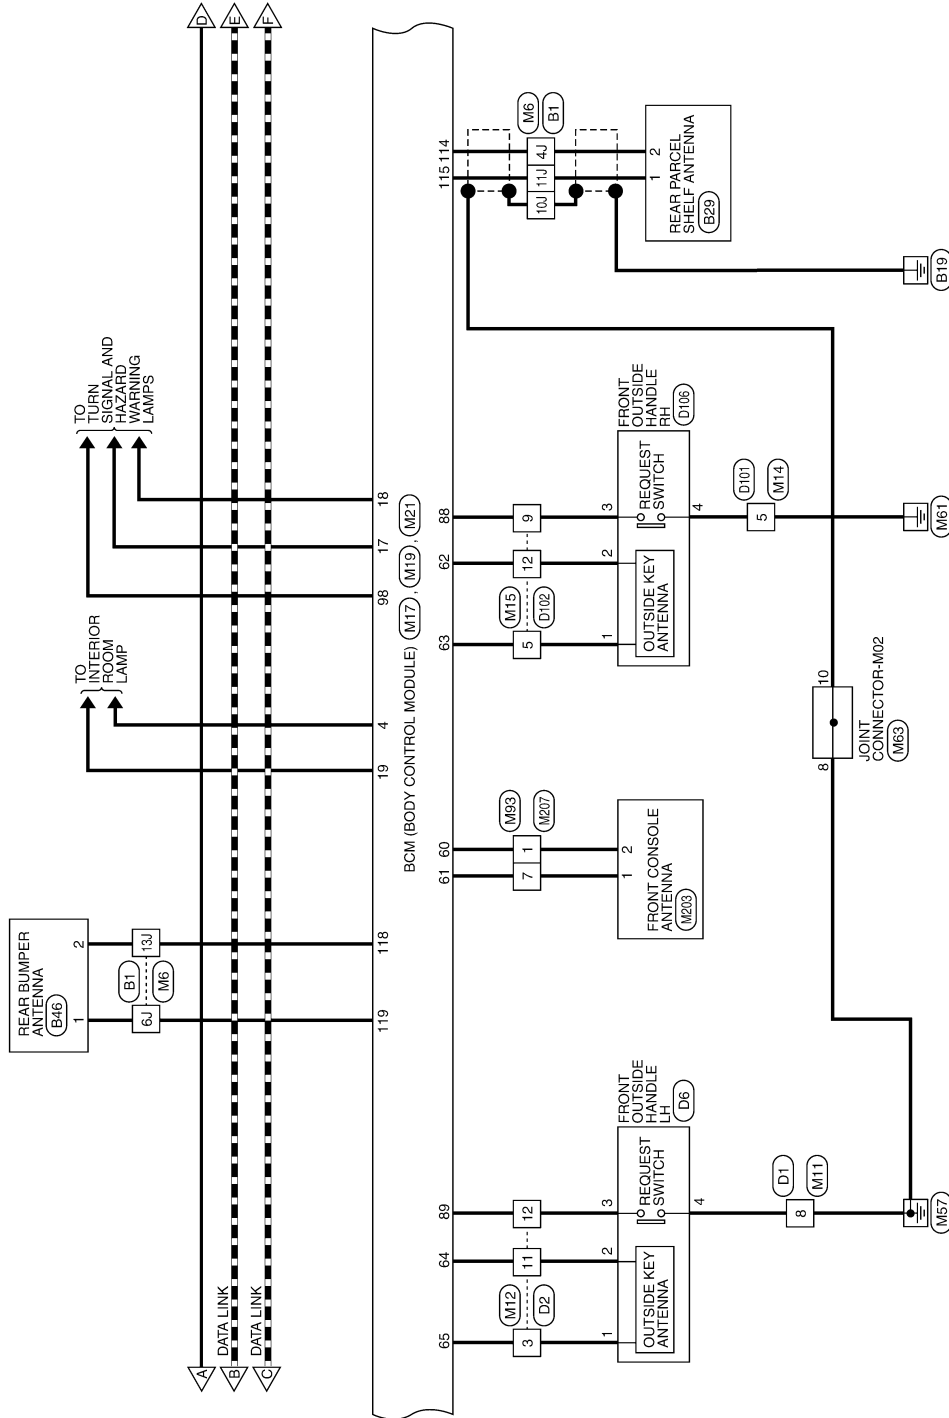 A
D
DATA LINK
B
E
DATA LINK
C
F
REAR BUMPER
ANTENNA
B46
1
2
6J
B1
M6
13J
119
118
TO
INTERIOR
ROOM
LAMP
19
4
TO
TURN
SIGNAL AND
HAZARD
WARNING
LAMPS
98
17
18
BCM (BODY CONTROL MODULE) M17 , M19 , M21
65
64
89
M12
D2
3
11
12
1
2
3
OUTSIDE KEY
ANTENNA
REQUEST
SWITCH
FRONT
OUTSIDE
HANDLE
LH
D6
4
D1
M11
8
M57
61
60
7
1
M93
M207
1
2
FRONT CONSOLE
ANTENNA
M203
63
62
88
M15
D102
5
12
9
1
2
3
OUTSIDE KEY
ANTENNA
REQUEST
SWITCH
FRONT
OUTSIDE
HANDLE
RH
D106
4
D101
M14
5
M61
8
10
JOINT
CONNECTOR-M02
M63
115
114
10J
11J
4J
M6
B1
1
2
REAR PARCEL
SHELF ANTENNA
B29
B19